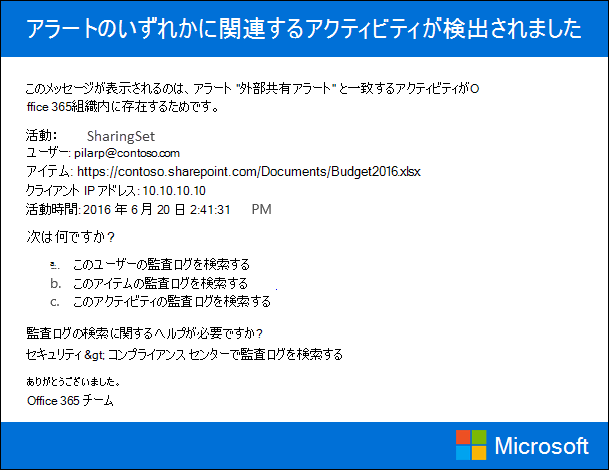 アラートのいずれかに関連するアクティビティが検出されました
このメッセージが表示されるのは、アラート "外部共有アラート" と一致するアクティビティがO
ffice 365組織内に存在するためです。
活動: SharingSet
ユーザー: pilarp@contoso.com
アイテム: https://contoso.sharepoint.com/Documents/Budget2016.xlsx
クライアント IP アドレス: 10.10.10.10
活動時間: 2016 年 6 月 20 日 2:41:31 PM
次は何ですか?
a. このユーザーの監査ログを検索する
b. このアイテムの監査ログを検索する
c. このアクティビティの監査ログを検索する
監査ログの検索に関するヘルプが必要ですか?
セキュリティ &gt; コンプライアンス センターで監査ログを検索する
ありがとうございました。
Office 365 チーム
Microsoft